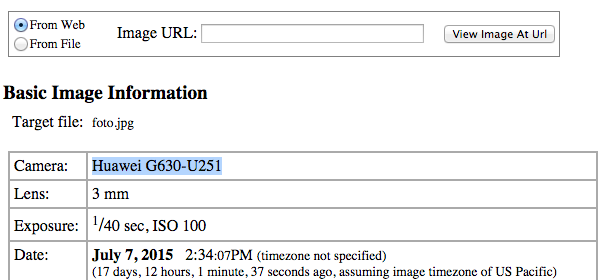 From Web
From File
Image URL:
View Image At Url
Basic Image Information
Target file: foto.jpg
Camera: Huawei G630-U251
Lens: 3 mm
Exposure: 1/40 sec, ISO 100
Date: July 7, 2015 2:34:07PM (timezone not specified)
(17 days, 12 hours, 1 minute, 37 seconds ago, assuming image timezone of US Pacific)